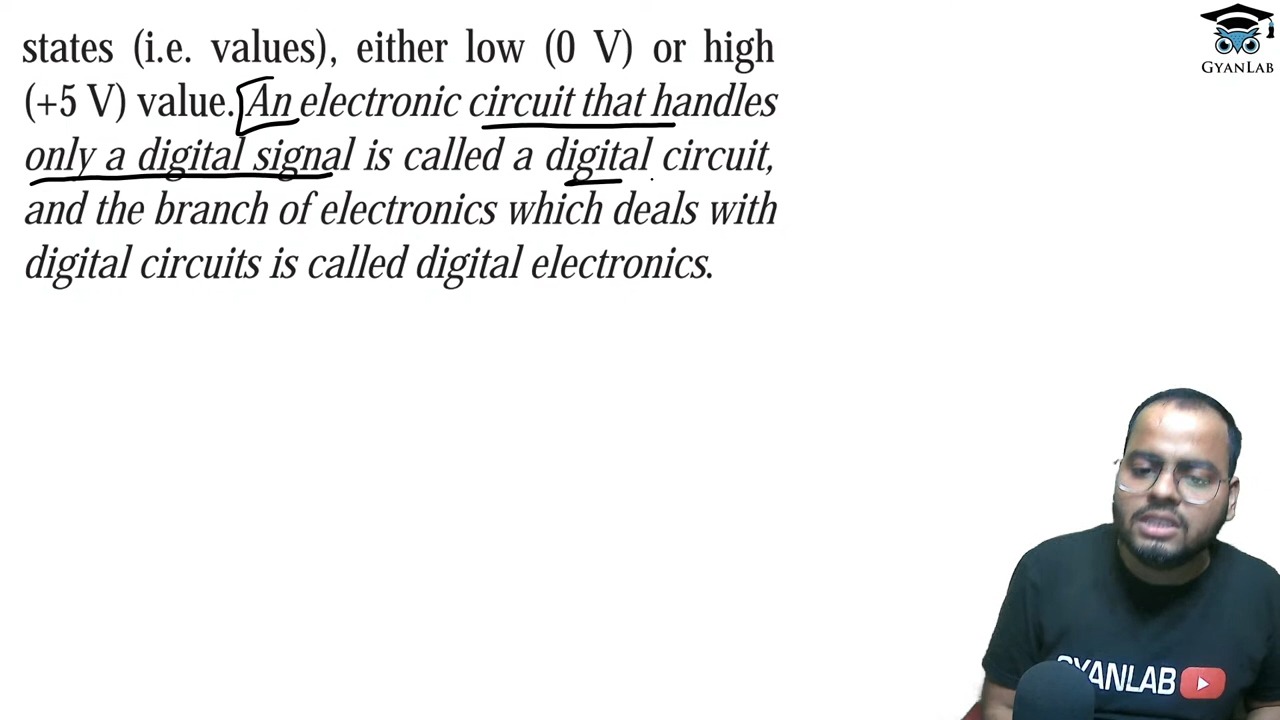 states (i.e. values), either low (0 V) or high
(+5 V) value. An electronic circuit that handles
only a digital signal is called a digital circuit,
and the branch of electronics which deals with
digital circuits is called digital electronics.
GYANLAB
GYANLAB